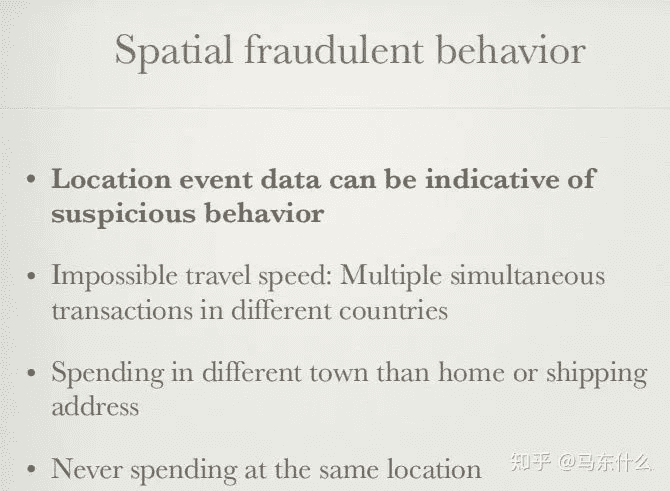 Spatial fraudulent behavior
• Location event data can be indicative of
suspicious behavior
• Impossible travel speed: Multiple simultaneous
transactions in different countries
• Spending in different town than home or shipping
address
• Never spending at the same location
知乎 @马东什么